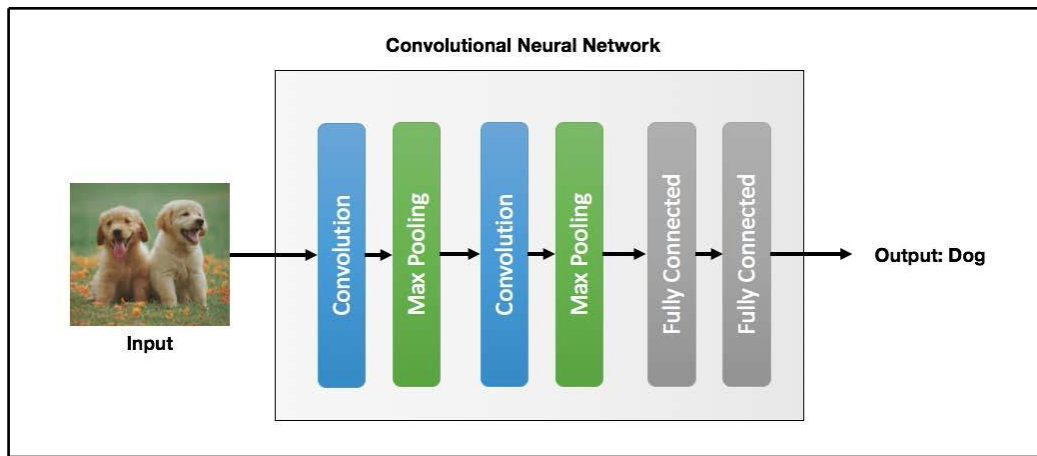 Convolutional Neural Network
Input
Convolution
Max Pooling
Convolution
Max Pooling
Fully Connected
Fully Connected
Output: Dog